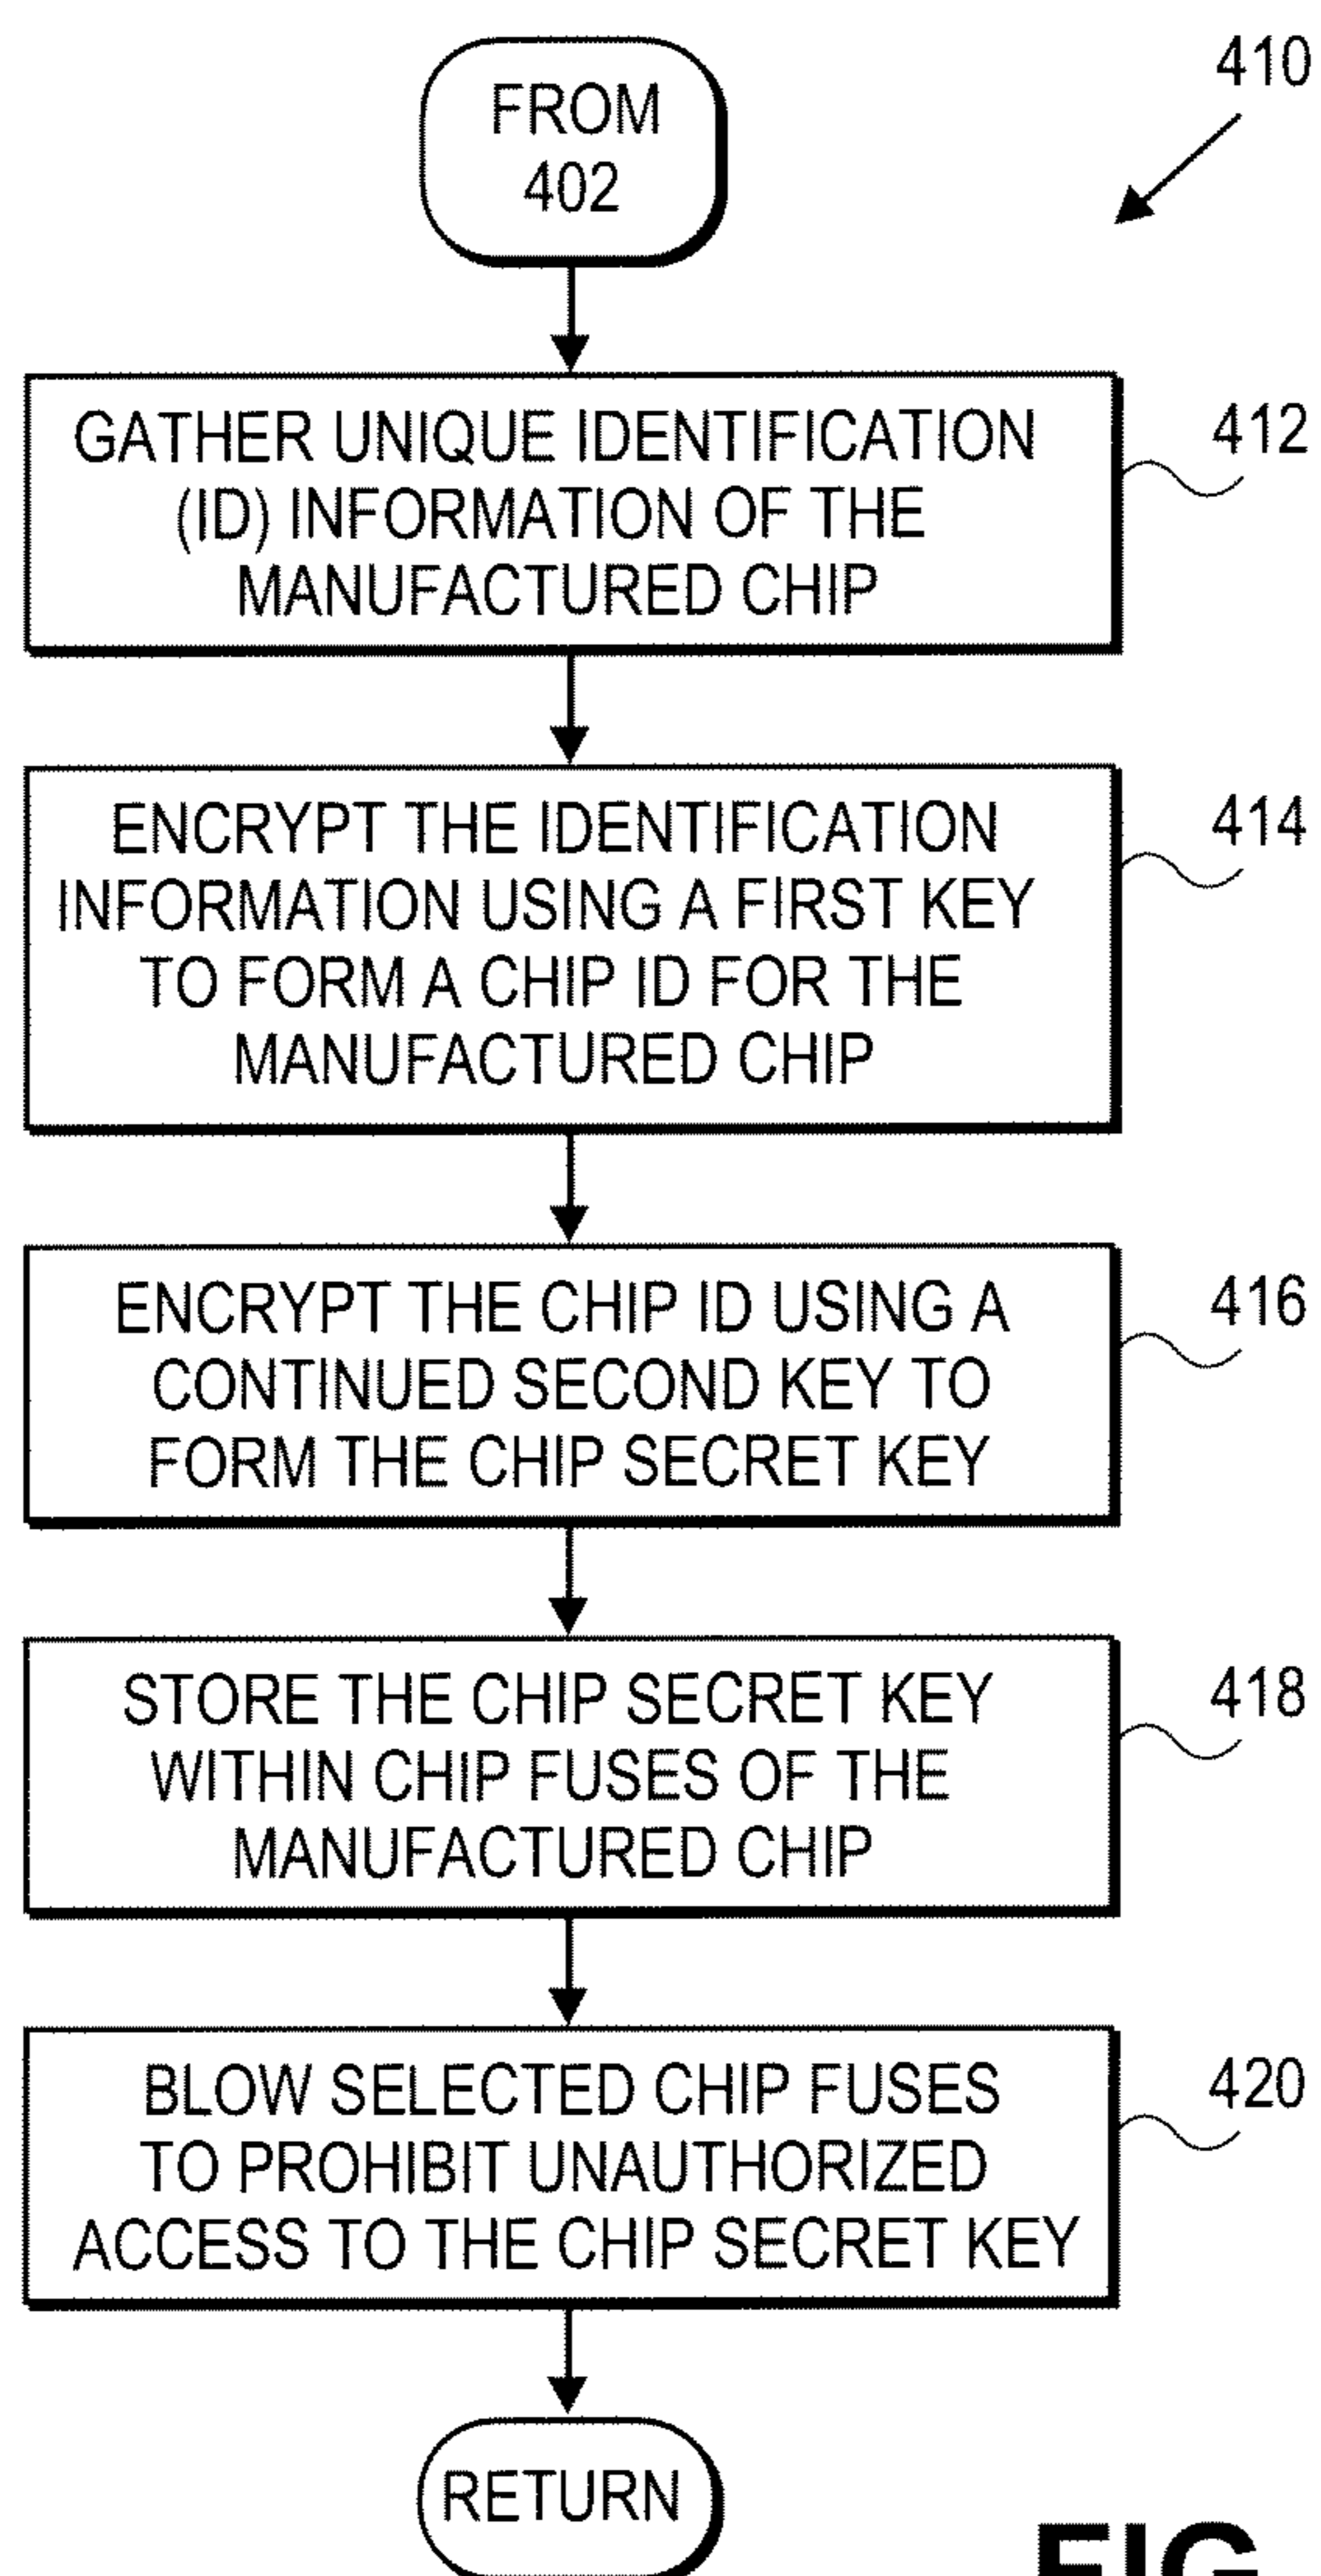 FROM
402
410
GATHER UNIQUE IDENTIFICATION
(ID) INFORMATION OF THE
MANUFACTURED CHIP
412
ENCRYPT THE IDENTIFICATION
INFORMATION USING A FIRST KEY
TO FORM A CHIP ID FOR THE
MANUFACTURED CHIP
414
ENCRYPT THE CHIP ID USING A
CONTINUED SECOND KEY TO
FORM THE CHIP SECRET KEY
416
STORE THE CHIP SECRET KEY
WITHIN CHIP FUSES OF THE
MANUFACTURED CHIP
418
BLOW SELECTED CHIP FUSES
TO PROHIBIT UNAUTHORIZED
ACCESS TO THE CHIP SECRET KEY
420
RETURN
FIG